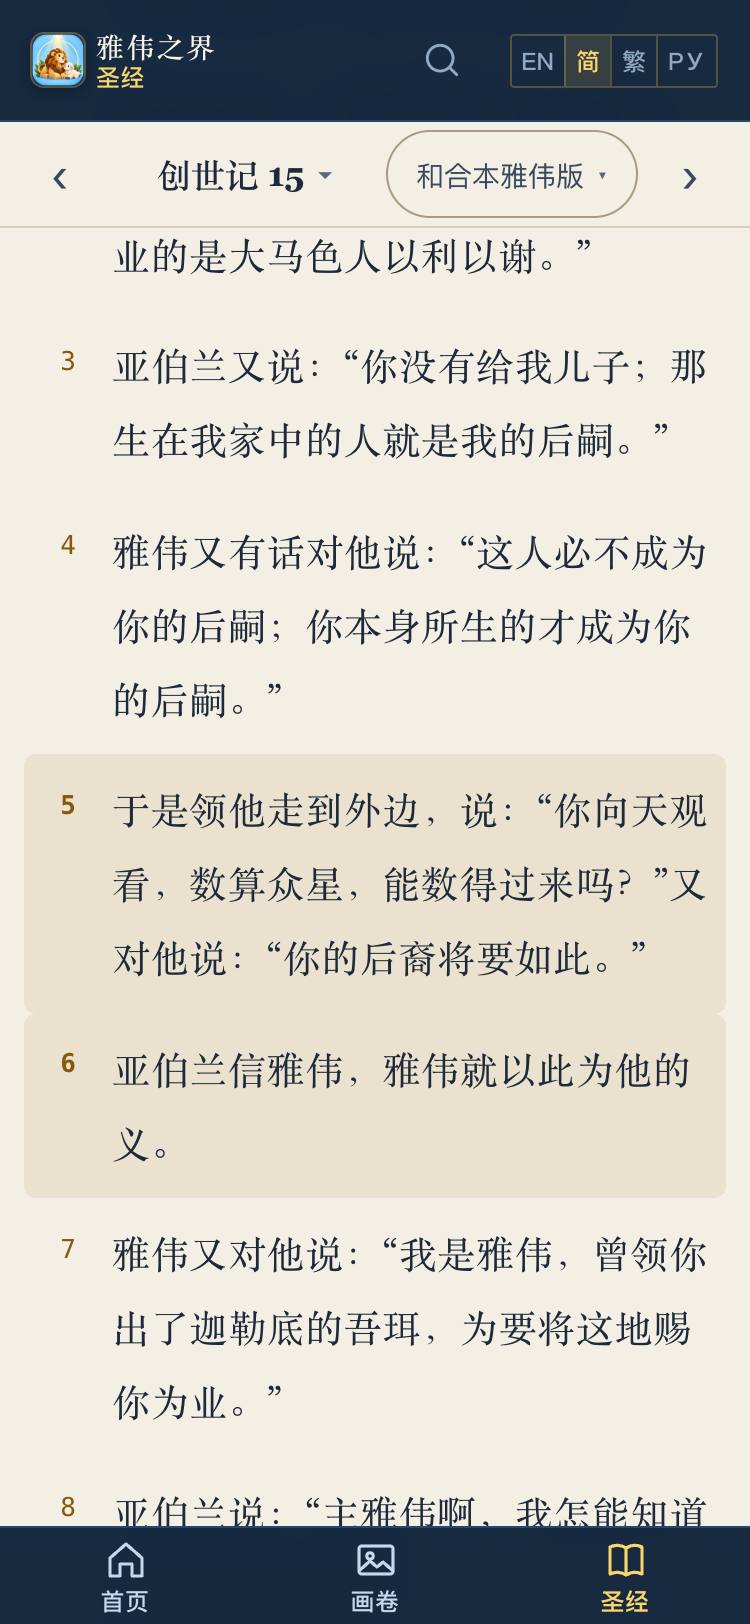 雅伟之界
圣经
EN 简 繁 РУ
‹ 创世记 15 和合本雅伟版 ›
业的是大马色人以利以谢。”
3 亚伯兰又说：“你没有给我儿子；那
生在我家中的人就是我的后嗣。”
4 雅伟又有话对他说：“这人必不成为
你的后嗣；你本身所生的才成为你
的后嗣。”
5 于是领他走到外边，说：“你向天观
看，数算众星，能数得过来吗？”又
对他说：“你的后裔将要如此。”
6 亚伯兰信雅伟，雅伟就以此为他的
义。
7 雅伟又对他说：“我是雅伟，曾领你
出了迦勒底的吾珥，为要将这地赐
你为业。”
8 亚伯兰说：“主雅伟啊，我怎能知道
首页 画卷 圣经